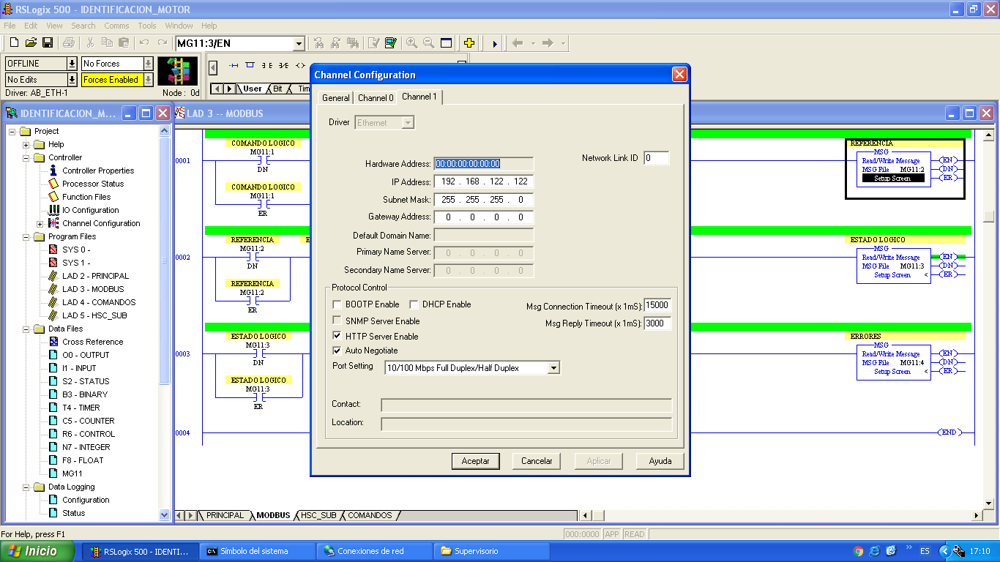 RSLogix 500 - IDENTIFICACION_MOTOR
File Edit View Search Comms Tools Window Help
MG11:3/EN
OFFLINE No Forces
No Edits Forces Enabled
Driver: AB_ETH-1 Node : 0d
User Bit Tim
IDENTIFICACION_M...
Project
Help
Controller
Controller Properties
Processor Status
Function Files
IO Configuration
Channel Configuration
Program Files
SYS 0 -
SYS 1 -
LAD 2 - PRINCIPAL
LAD 3 - MODBUS
LAD 4 - COMANDOS
LAD 5 - HSC_SUB
Data Files
Cross Reference
O0 - OUTPUT
I1 - INPUT
S2 - STATUS
B3 - BINARY
T4 - TIMER
C5 - COUNTER
R6 - CONTROL
N7 - INTEGER
F8 - FLOAT
MG11
Data Logging
Configuration
Status
LAD 3 -- MODBUS
0001
COMANDO LOGICO
MG11:1
DN
COMANDO LOGICO
MG11:1
ER
REFERENCIA
MSG
Read/Write Message
MSG File MG11:2
Setup Screen
EN
DN
ER
0002
REFERENCIA
MG11:2
DN
REFERENCIA
MG11:2
ER
ESTADO LOGICO
MSG
Read/Write Message
MSG File MG11:3
Setup Screen <
EN
DN
ER
0003
ESTADO LOGICO
MG11:3
DN
ESTADO LOGICO
MG11:3
ER
ERRORES
MSG
Read/Write Message
MSG File MG11:4
Setup Screen <
EN
DN
ER
0004
END
PRINCIPAL MODBUS HSC_SUB COMANDOS
Channel Configuration
General Channel 0 Channel 1
Driver Ethernet
Hardware Address: 00:00:00:00:00:00
Network Link ID 0
IP Address: 192 . 168 . 122 . 122
Subnet Mask: 255 . 255 . 255 . 0
Gateway Address: 0 . 0 . 0 . 0
Default Domain Name:
Primary Name Server: 0 . 0 . 0 . 0
Secondary Name Server: 0 . 0 . 0 . 0
Protocol Control
BOOTP Enable DHCP Enable
Msg Connection Timeout (x 1mS): 15000
SNMP Server Enable
Msg Reply Timeout (x 1mS): 3000
HTTP Server Enable
Auto Negotiate
Port Setting 10/100 Mbps Full Duplex/Half Duplex
Contact:
Location:
Aceptar Cancelar Aplicar Ayuda
For Help, press F1
000:0000 APP READ
Inicio
RSLogix 500 - IDENTI...
Símbolo del sistema
Conexiones de red
Supervisorio
ES
17:10